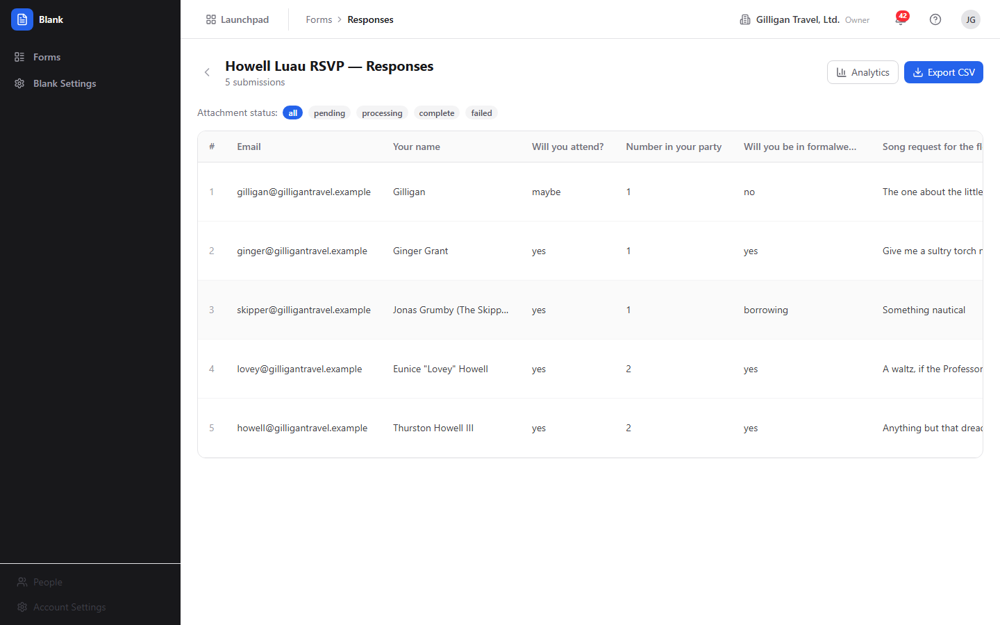 Blank
Forms
Blank Settings
People
Account Settings
Launchpad
Forms > Responses
Gilligan Travel, Ltd. Owner
42
JG
Howell Luau RSVP — Responses
5 submissions
Analytics
Export CSV
Attachment status: all pending processing complete failed
# Email Your name Will you attend? Number in your party Will you be in formalwe... Song request for the fl
1 gilligan@gilligantravel.example Gilligan maybe 1 no The one about the little
2 ginger@gilligantravel.example Ginger Grant yes 1 yes Give me a sultry torch
3 skipper@gilligantravel.example Jonas Grumby (The Skipp... yes 1 borrowing Something nautical
4 lovey@gilligantravel.example Eunice "Lovey" Howell yes 2 yes A waltz, if the Professor
5 howell@gilligantravel.example Thurston Howell III yes 2 yes Anything but that dread